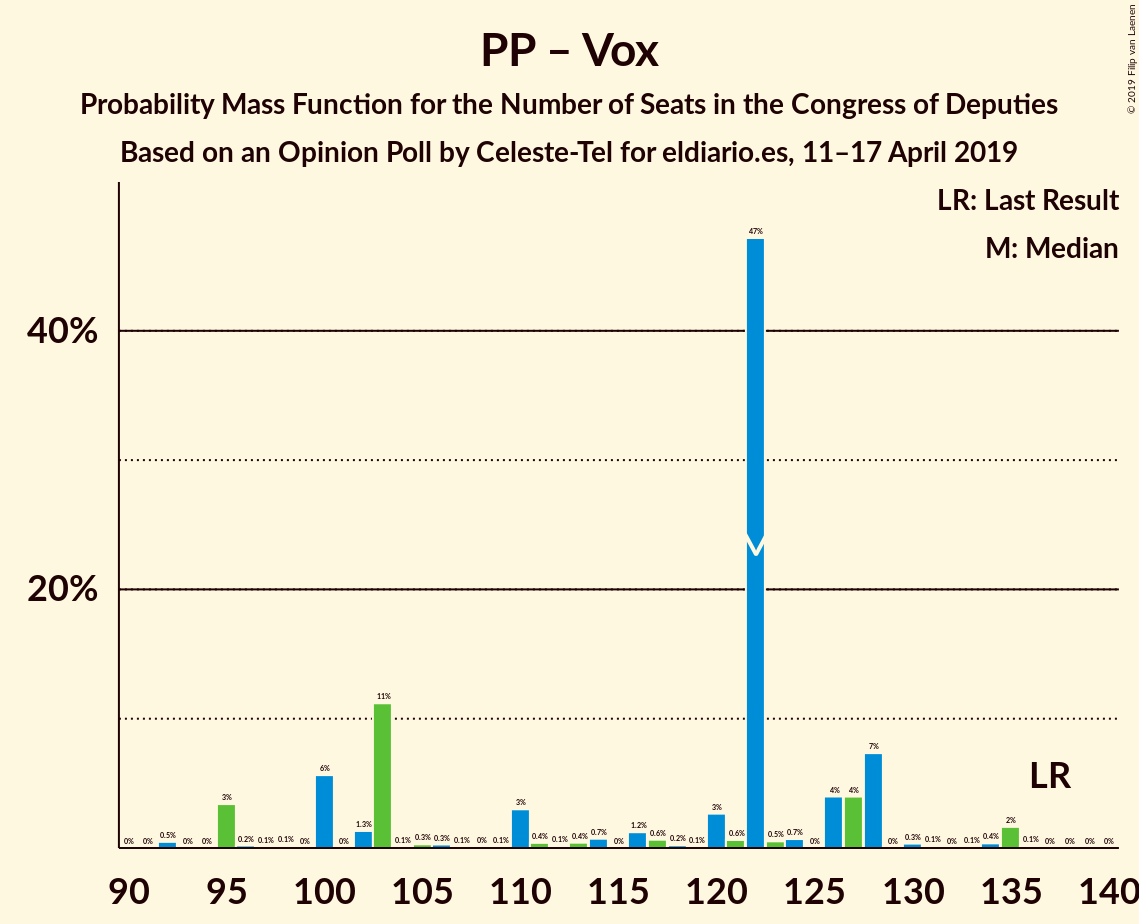 PP – Vox
Probability Mass Function for the Number of Seats in the Congress of Deputies
Based on an Opinion Poll by Celeste-Tel for eldiario.es, 11–17 April 2019
© 2019 Filip van Laenen
LR: Last Result
M: Median
40%
20%
0% 0% 0.5% 0% 0% 3% 0.2% 0.1% 0.1% 0% 6% 0% 1.3% 11% 0.1% 0.3% 0.3% 0.1% 0% 0.1% 3% 0.4% 0.1% 0.4% 0.7% 0% 1.2% 0.6% 0.2% 0.1% 3% 0.6% 47% 0.5% 0.7% 0% 4% 4% 7% 0% 0.3% 0.1% 0% 0.1% 0.4% 2% 0.1% 0% 0% 0% 0%
LR
90 95 100 105 110 115 120 125 130 135 140